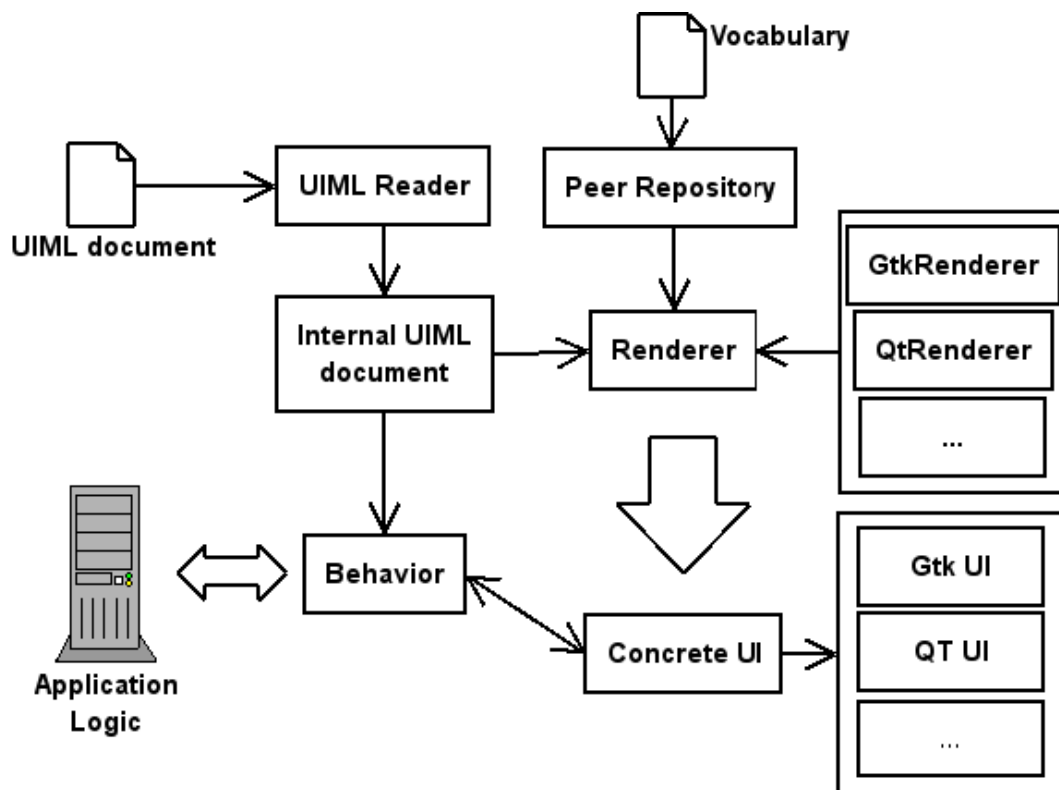 Vocabulary
UIML Reader
Peer Repository
UIML document
GtkRenderer
Internal UIML
document
Renderer
QtRenderer
...
Behavior
Gtk UI
Concrete UI
QT UI
Application
Logic
...